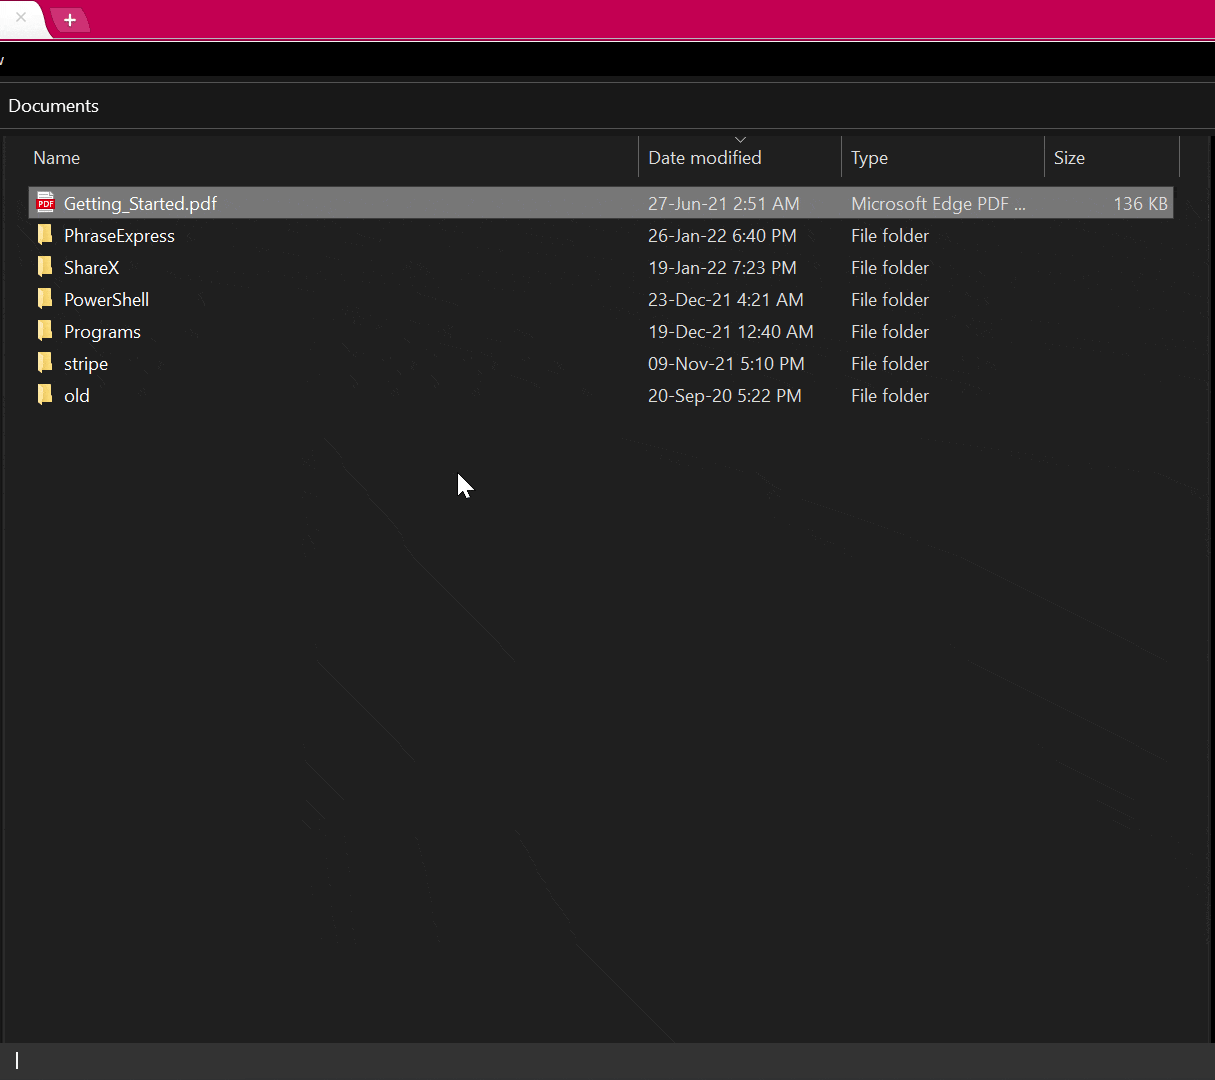 Documents
Name Date modified Type Size
PDF Getting_Started.pdf 27-Jun-21 2:51 AM Microsoft Edge PDF ... 136 KB
PhraseExpress 26-Jan-22 6:40 PM File folder
ShareX 19-Jan-22 7:23 PM File folder
PowerShell 23-Dec-21 4:21 AM File folder
Programs 19-Dec-21 12:40 AM File folder
stripe 09-Nov-21 5:10 PM File folder
old 20-Sep-20 5:22 PM File folder